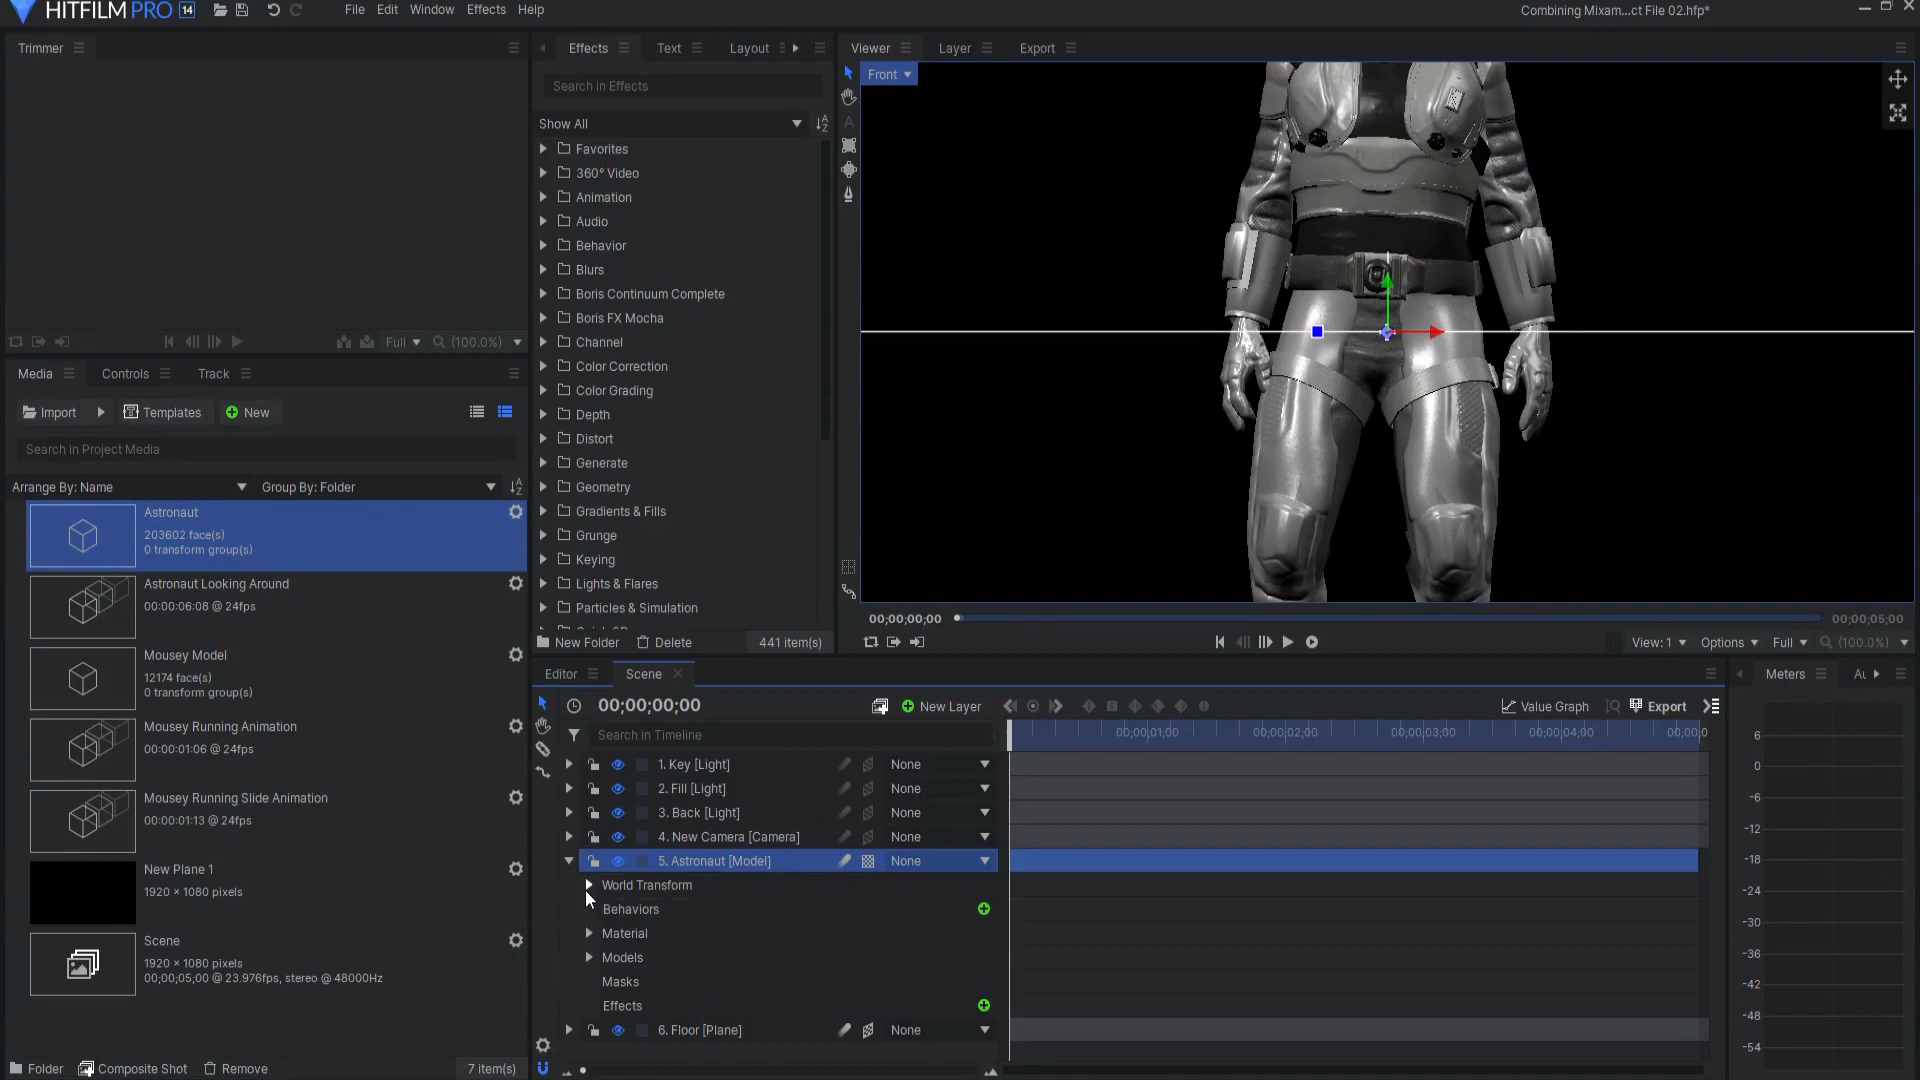 HITFILM PRO 14
File Edit Window Effects Help
Combining Mixam...ct File 02.hfp*
Trimmer
Effects Text Layout
Viewer Layer Export
Search in Effects
Front
Show All
Favorites
360° Video
Animation
Audio
Behavior
Blurs
Boris Continuum Complete
Boris FX Mocha
Channel
Color Correction
Color Grading
Depth
Distort
Generate
Geometry
Gradients & Fills
Grunge
Keying
Lights & Flares
Particles & Simulation
New Folder Delete 441 item(s)
Full (100.0%)
Media Controls Track
Import Templates New
Search in Project Media
Arrange By: Name Group By: Folder
Astronaut
203602 face(s)
0 transform group(s)
Astronaut Looking Around
00:00:06:08 @ 24fps
Mousey Model
12174 face(s)
0 transform group(s)
Mousey Running Animation
00:00:01:06 @ 24fps
Mousey Running Slide Animation
00:00:01:13 @ 24fps
New Plane 1
1920 × 1080 pixels
Scene
1920 × 1080 pixels
00;00;05;00 @ 23.976fps, stereo @ 48000Hz
Folder Composite Shot Remove 7 item(s)
00;00;00;00 00;00;05;00
View: 1 Options Full (100.0%)
Editor Scene
00;00;00;00 New Layer Value Graph Export
Search in Timeline
00;00;01;00 00;00;02;00 00;00;03;00 00;00;04;00 00;00;0
1. Key [Light] None
2. Fill [Light] None
3. Back [Light] None
4. New Camera [Camera] None
5. Astronaut [Model] None
World Transform
Behaviors
Material
Models
Masks
Effects
6. Floor [Plane] None
Meters Au
6
0
-6
-12
-18
-24
-30
-36
-42
-48
-54